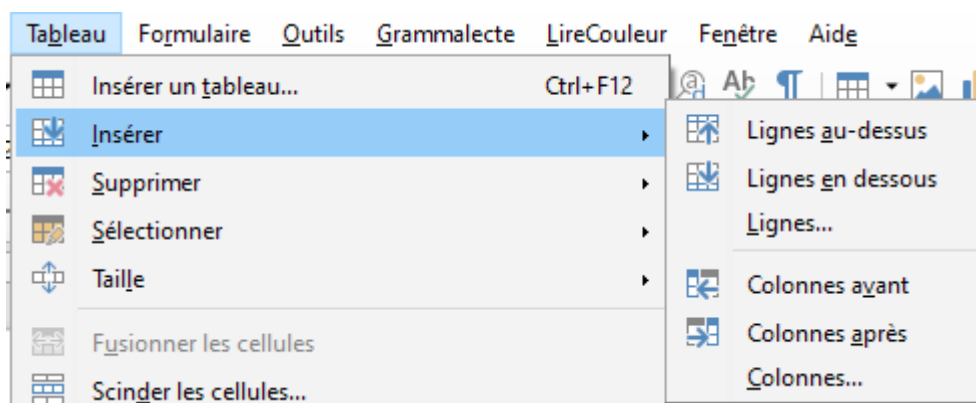 Tableau Formulaire Outils Grammalecte LireCouleur Fenêtre Aide
Insérer un tableau... Ctrl+F12
Insérer
Supprimer
Sélectionner
Taille
Fusionner les cellules
Scinder les cellules...
Lignes au-dessus
Lignes en dessous
Lignes...
Colonnes avant
Colonnes après
Colonnes...